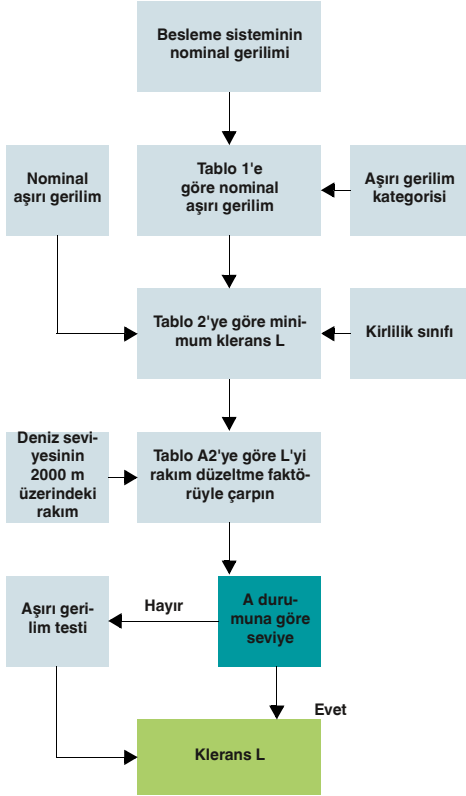 Besleme sisteminin
nominal gerilimi
Nominal
aşırı gerilim
Tablo 1'e
göre nominal
aşırı gerilim
Aşırı gerilim
kategorisi
Tablo 2'ye göre mini-
mum klerans L
Kirlilik sınıfı
Deniz sevi-
yesinin
2000 m
üzerindeki
rakım
Tablo A2'ye göre L'yi
rakım düzeltme faktö-
rüyle çarpın
Aşırı geri-
lim testi
Hayır
A duru-
muna göre
seviye
Evet
Klerans L